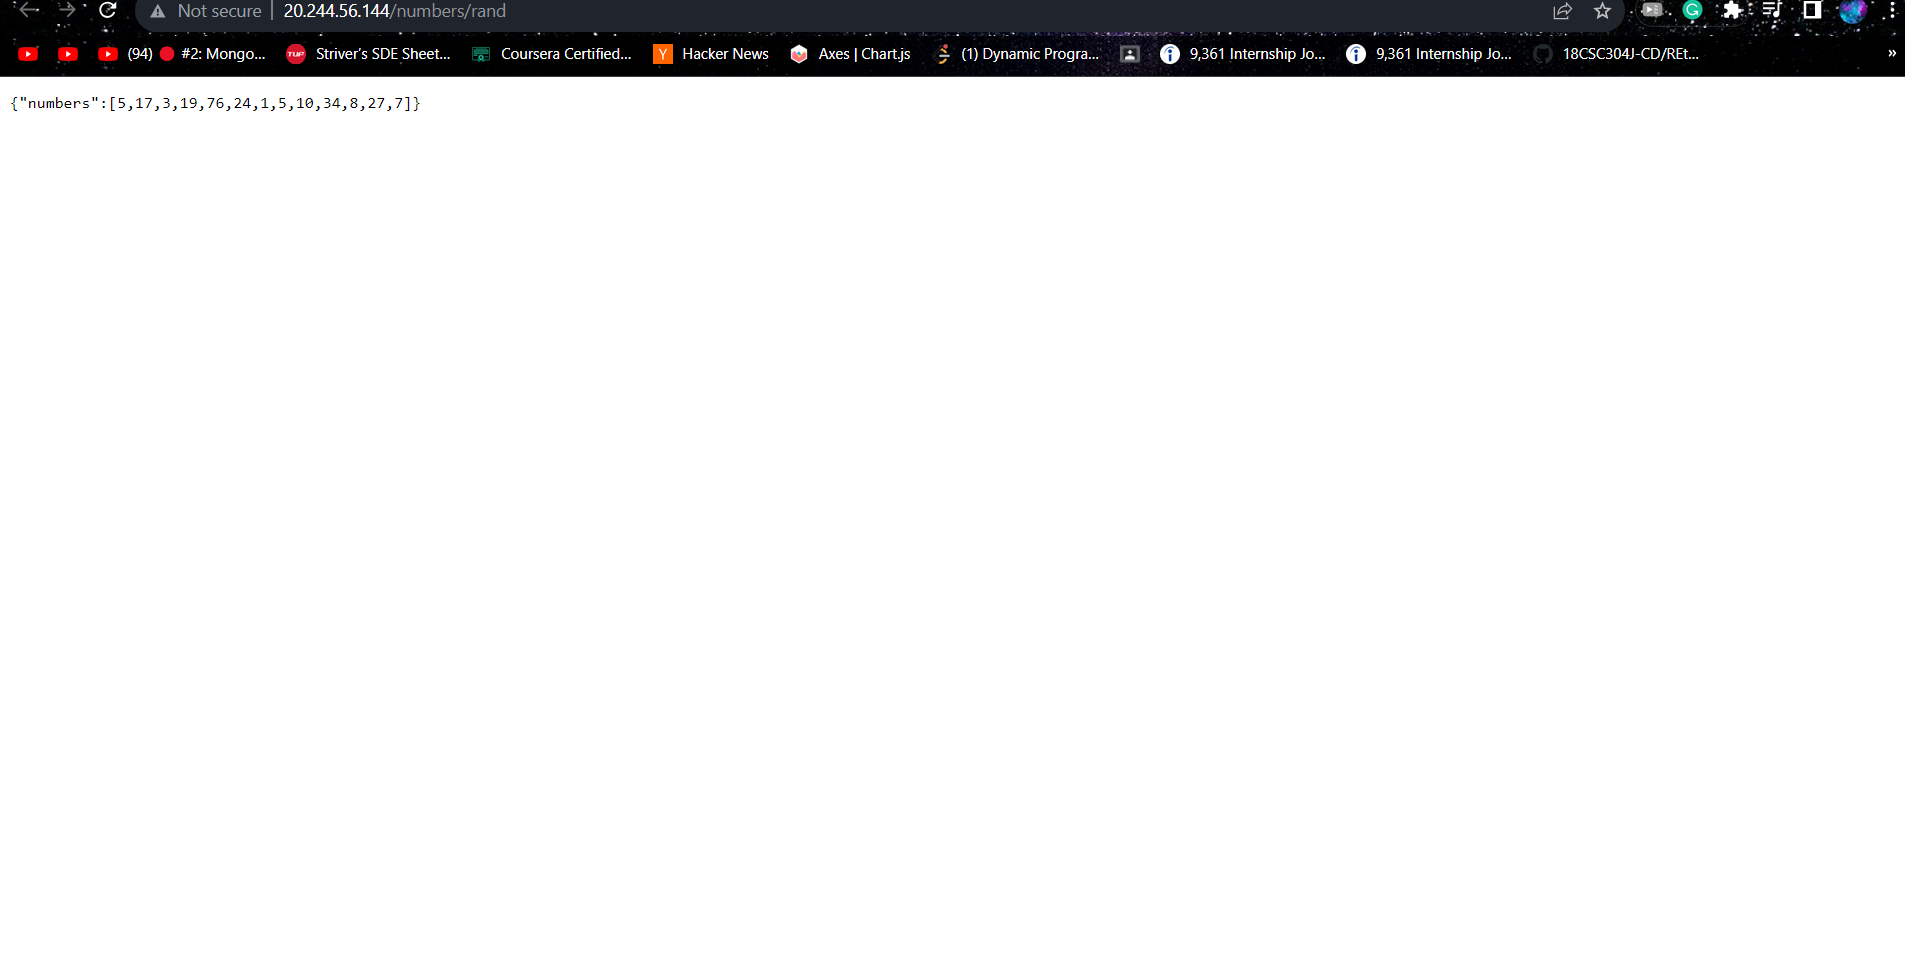 Not secure | 20.244.56.144/numbers/rand
(94) 🔴 #2: Mongo... TUF Striver's SDE Sheet... Coursera Certified... Y Hacker News Axes | Chart.js (1) Dynamic Progra... 9,361 Internship Jo... 9,361 Internship Jo... 18CSC304J-CD/REt... »
{"numbers":[5,17,3,19,76,24,1,5,10,34,8,27,7]}